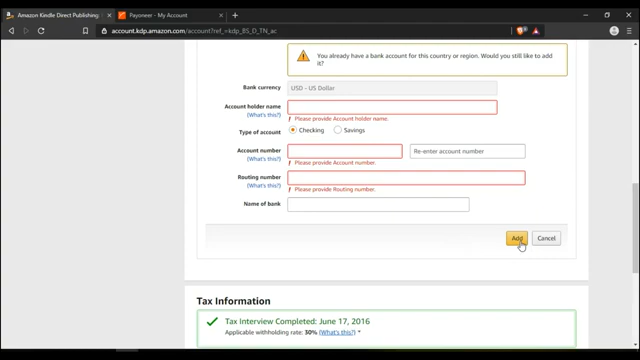 Amazon Kindle Direct Publishing:
Payoneer - My Account
account.kdp.amazon.com/account?ref_=kdp_BS_D_TN_ac
You already have a bank account for this country or region. Would you still like to add
it?
Bank currency
USD - US Dollar
Account holder name
(What's this?)
Please provide Account holder name.
Type of account
Checking
Savings
Account number
Re-enter account number
(What's this?)
Please provide Account number.
Routing number
(What's this?)
Please provide Routing number.
Name of bank
Add
Cancel
Tax Information
Tax Interview Completed: June 17, 2016
Applicable withholding rate: 30% (What's this?) *